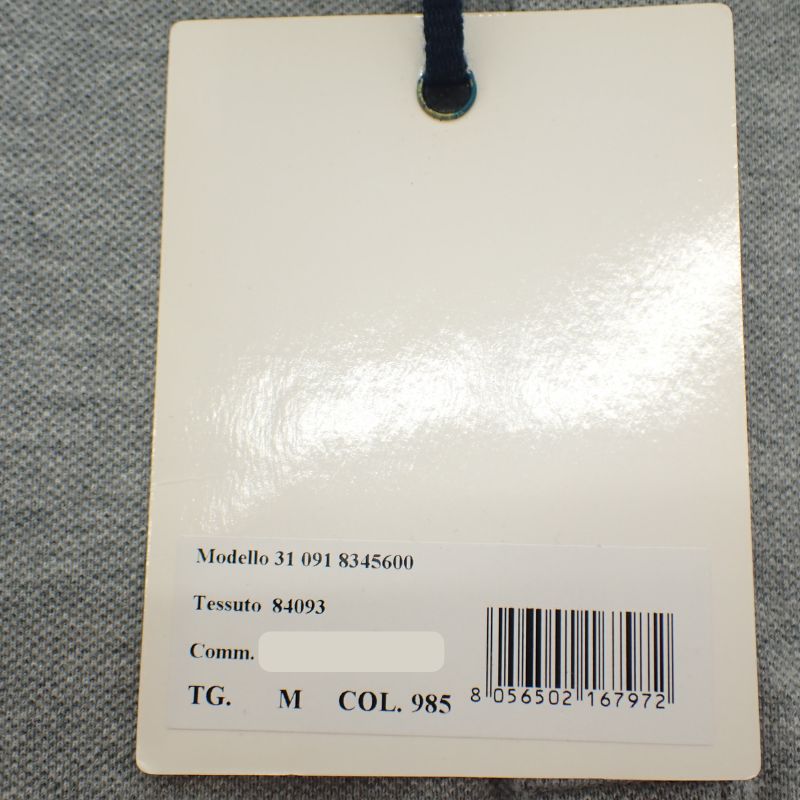 Modello 31 091 8345600
Tessuto 84093
Comm.
TG. M COL. 985
8 056502 167972